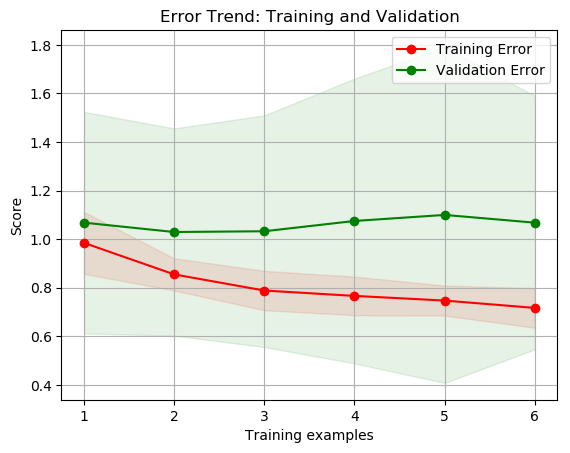 Error Trend: Training and Validation
Training Error
Validation Error
1.8
1.6
1.4
1.2
1.0
0.8
0.6
0.4
Score
1 2 3 4 5 6
Training examples